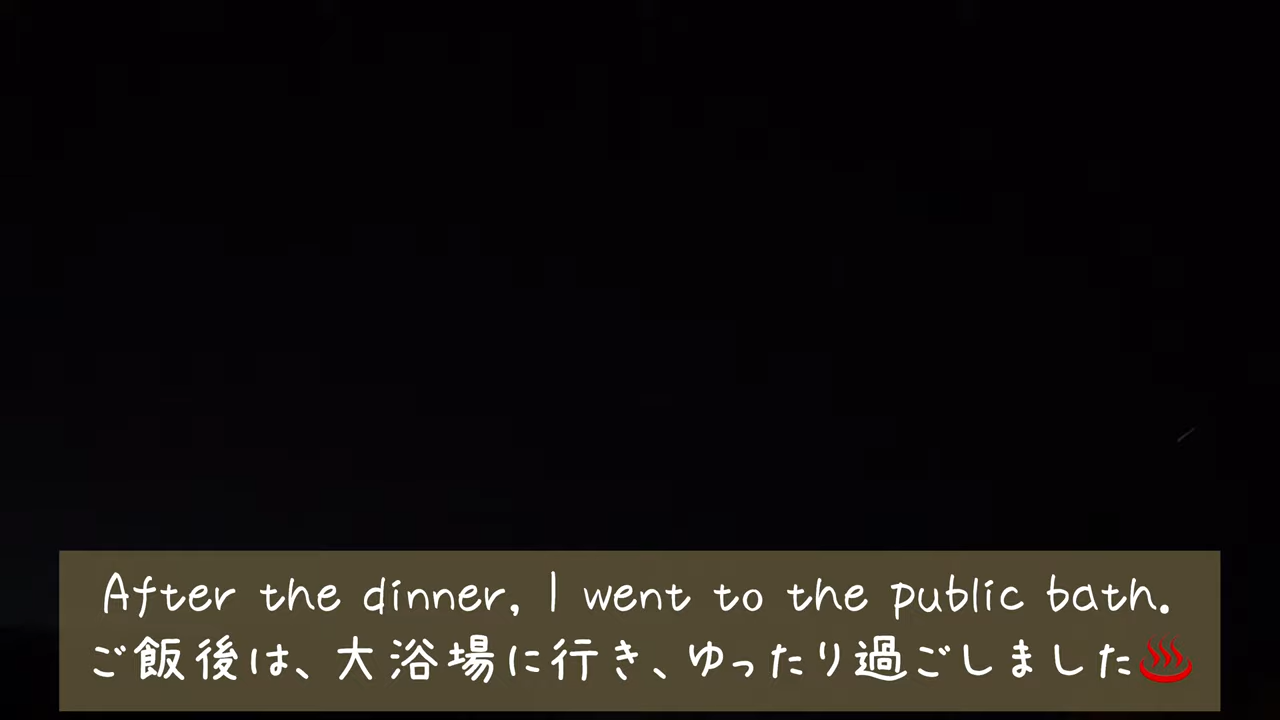 After the dinner, I went to the public bath.
ご飯後は、大浴場に行き、ゆったり過ごしました♨